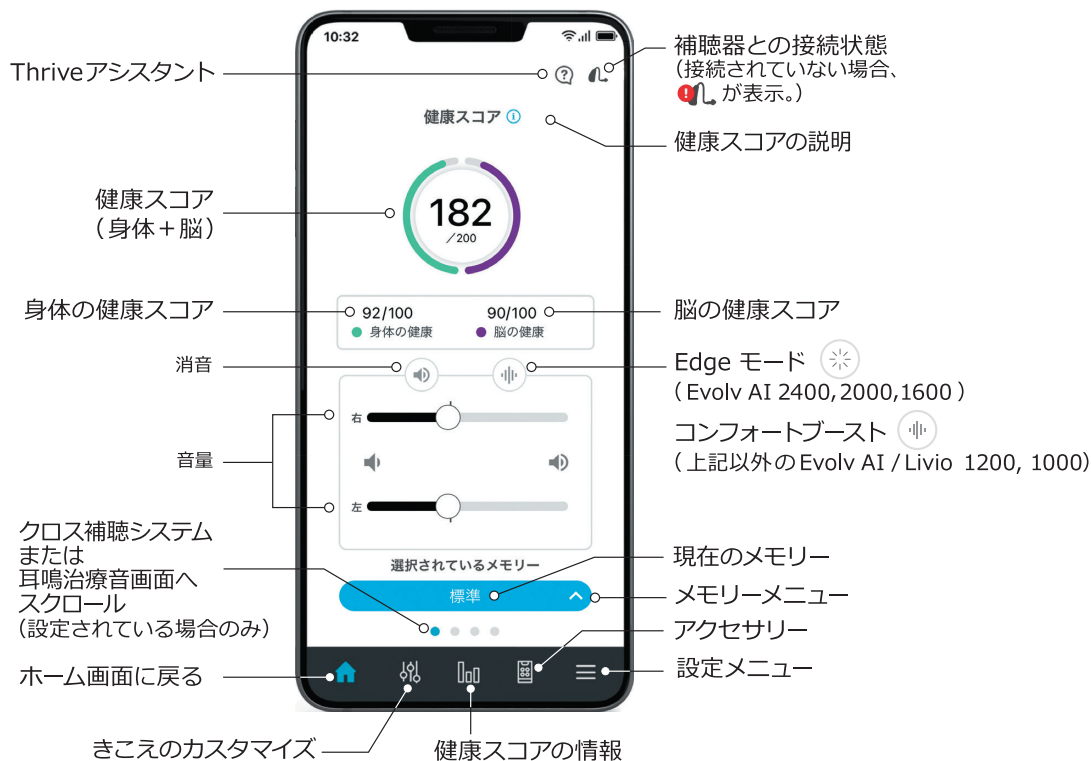 10:32
Thriveアシスタント
補聴器との接続状態
(接続されていない場合、
が表示。)
健康スコア
健康スコアの説明
健康スコア
(身体+脳)
182
/200
身体の健康スコア
92/100
身体の健康
90/100
脳の健康
脳の健康スコア
消音
Edge モード
(Evolv AI 2400,2000,1600)
コンフォートブースト
(上記以外のEvolv AI / Livio 1200, 1000)
音量
右
左
クロス補聴システム
または
耳鳴治療音画面へ
スクロール
(設定されている場合のみ)
選択されているメモリー
標準
現在のメモリー
メモリーメニュー
アクセサリー
設定メニュー
ホーム画面に戻る
きこえのカスタマイズ
健康スコアの情報